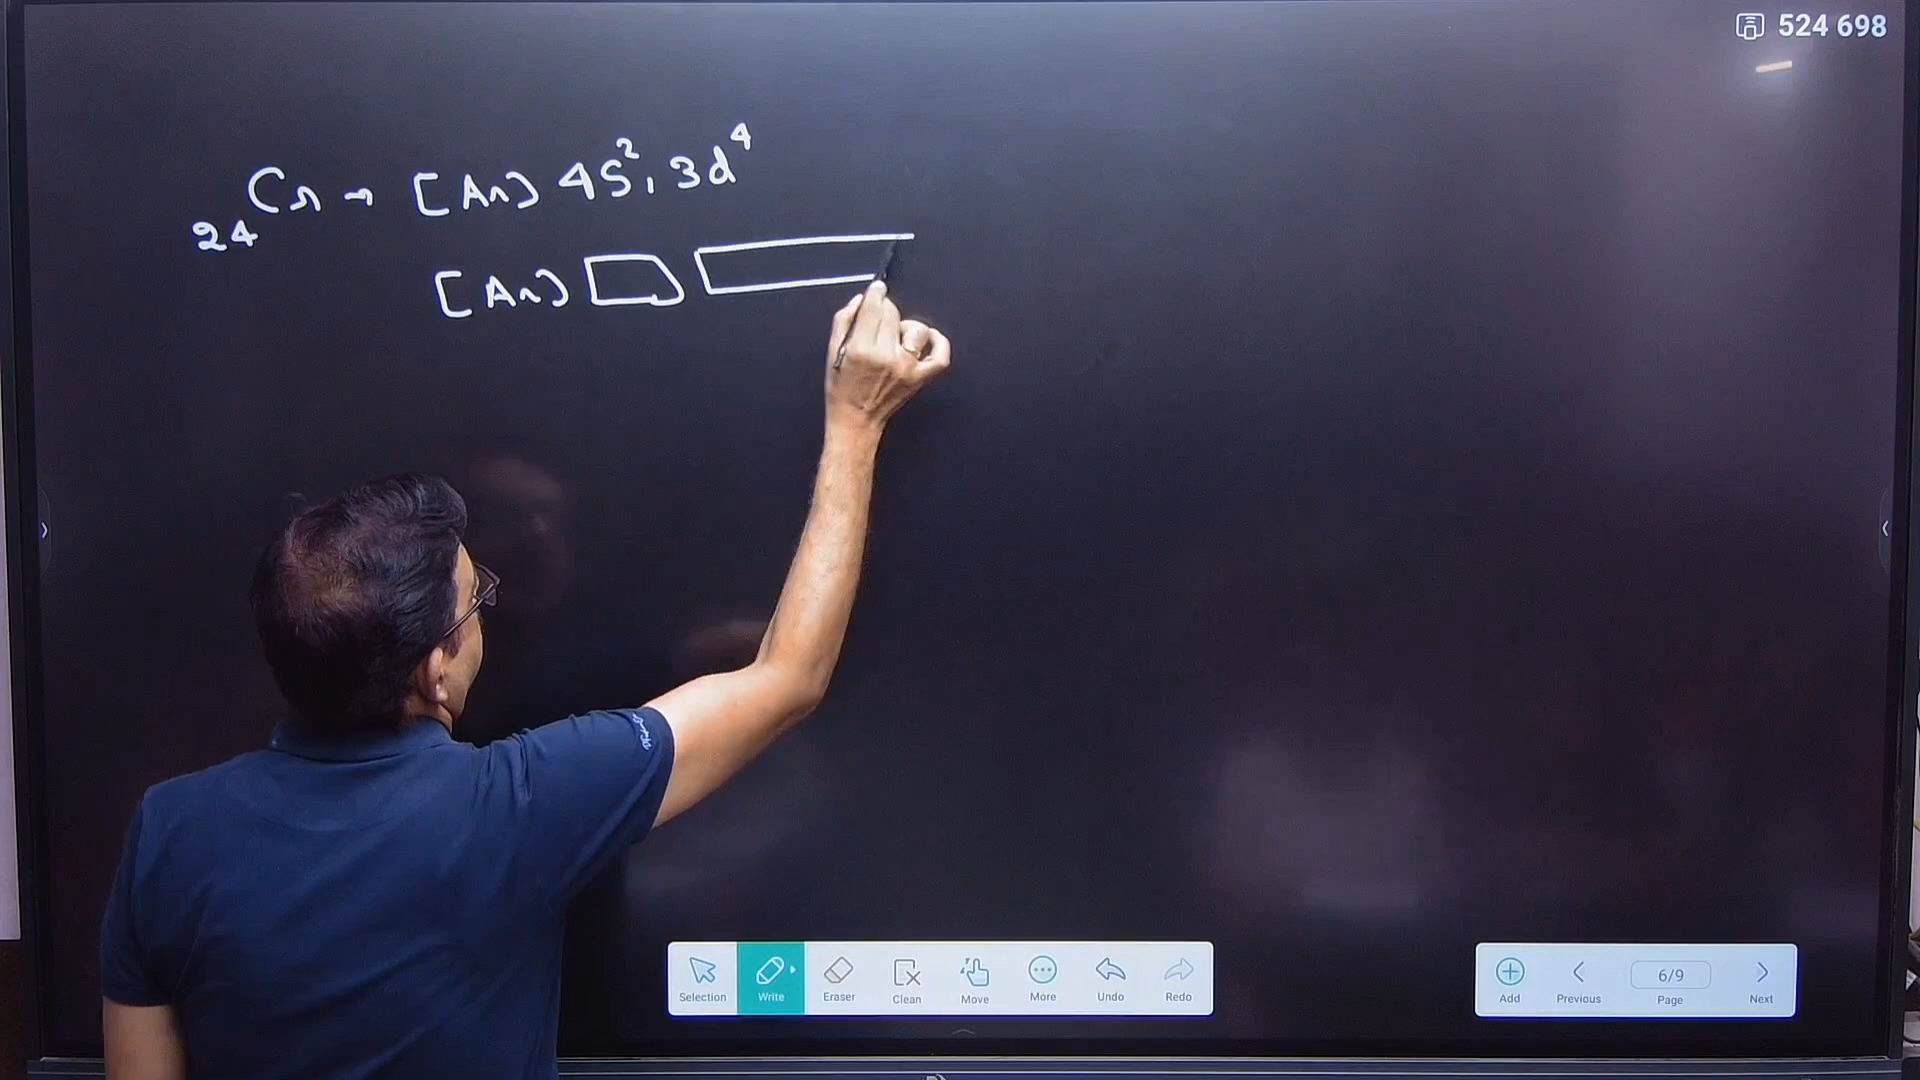 524 698
₂₄Cr → [Ar] 4s², 3d⁴
[Ar]
Selection Write Eraser Clean Move More Undo Redo
Add Previous 6/9 Page Next